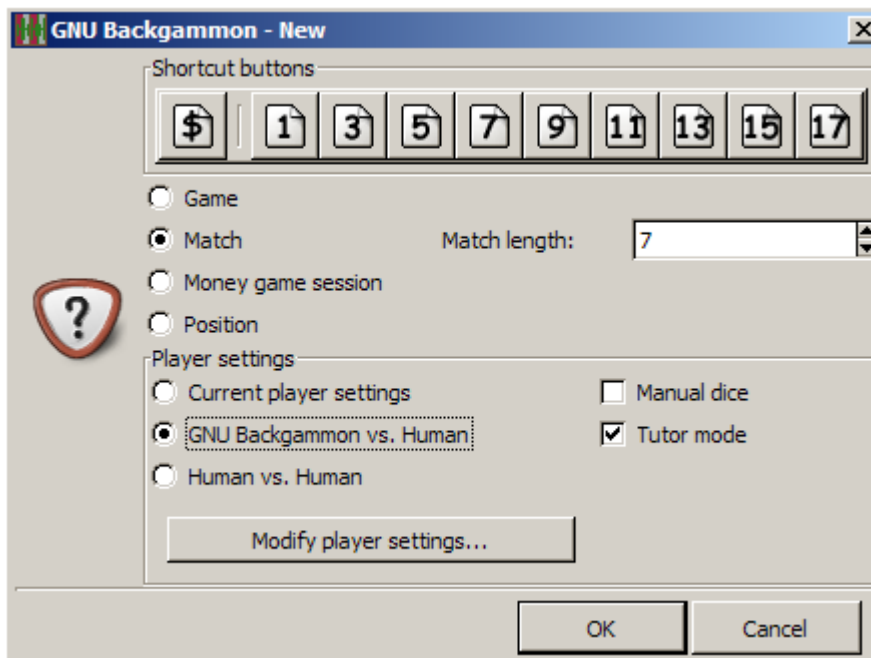 GNU Backgammon - New
Shortcut buttons
$ 1 3 5 7 9 11 13 15 17
Game
Match Match length: 7
Money game session
?
Position
Player settings
Current player settings Manual dice
GNU Backgammon vs. Human Tutor mode
Human vs. Human
Modify player settings...
OK Cancel